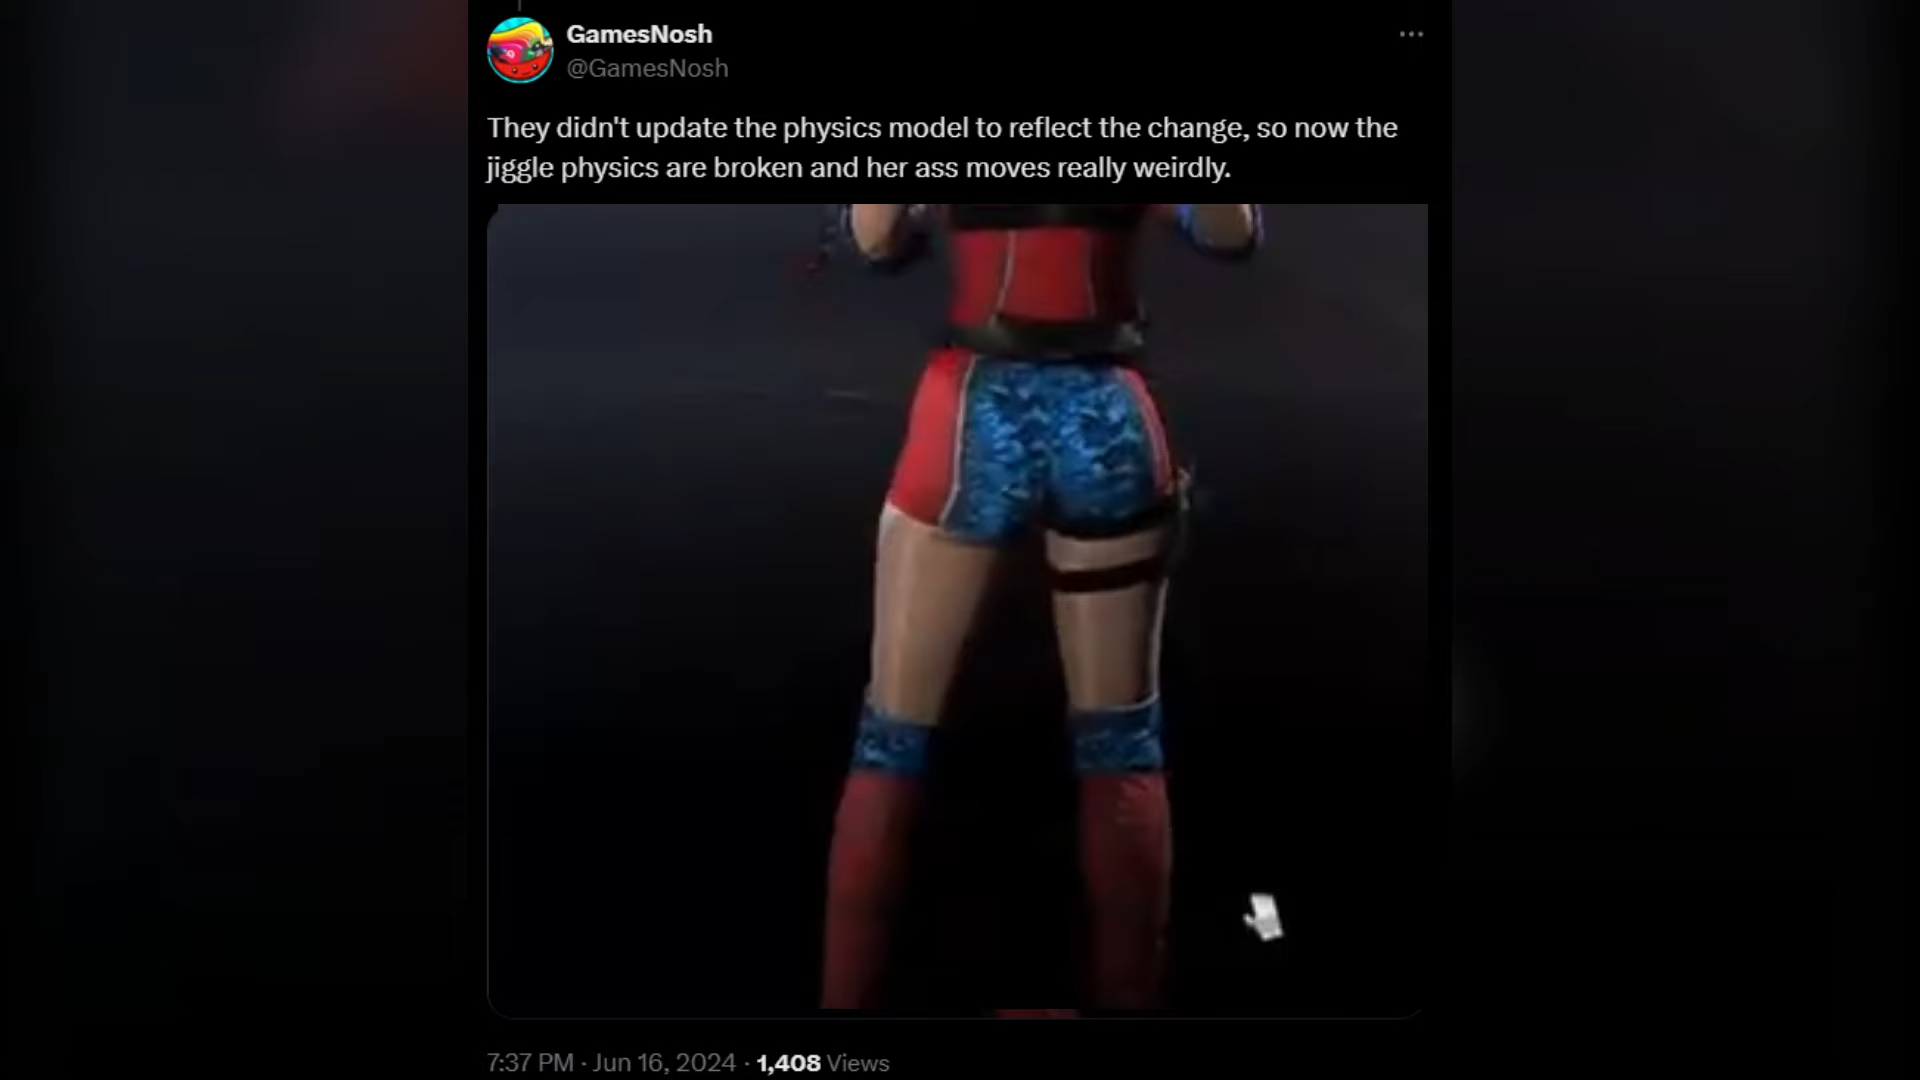 GamesNosh
@GamesNosh
They didn't update the physics model to reflect the change, so now the
jiggle physics are broken and her ass moves really weirdly.
7:37 PM · Jun 16, 2024 · 1,408 Views